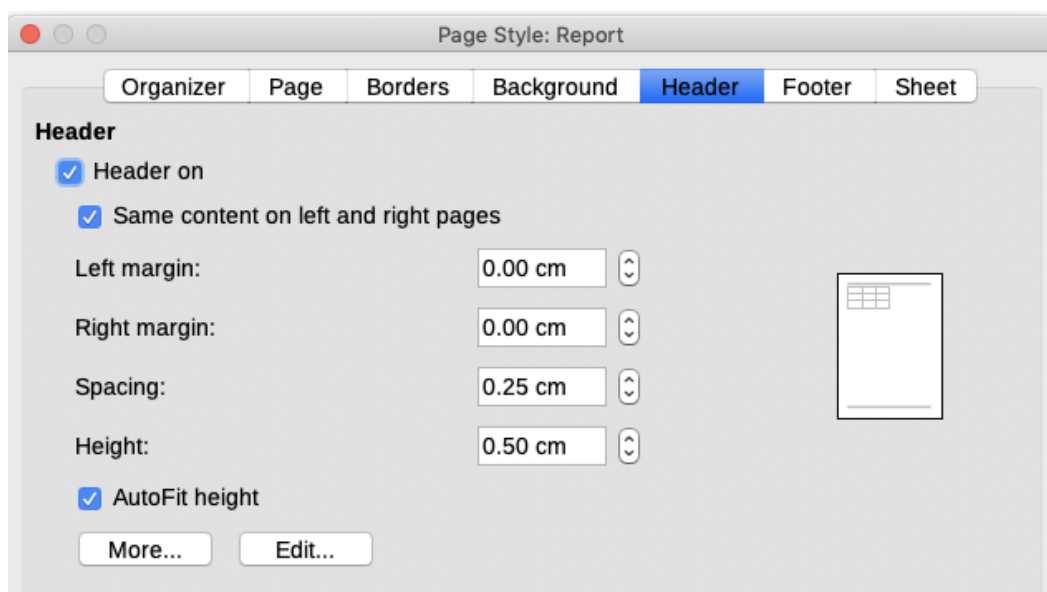 Page Style: Report
Organizer Page Borders Background Header Footer Sheet
Header
Header on
Same content on left and right pages
Left margin: 0.00 cm
Right margin: 0.00 cm
Spacing: 0.25 cm
Height: 0.50 cm
AutoFit height
More... Edit...